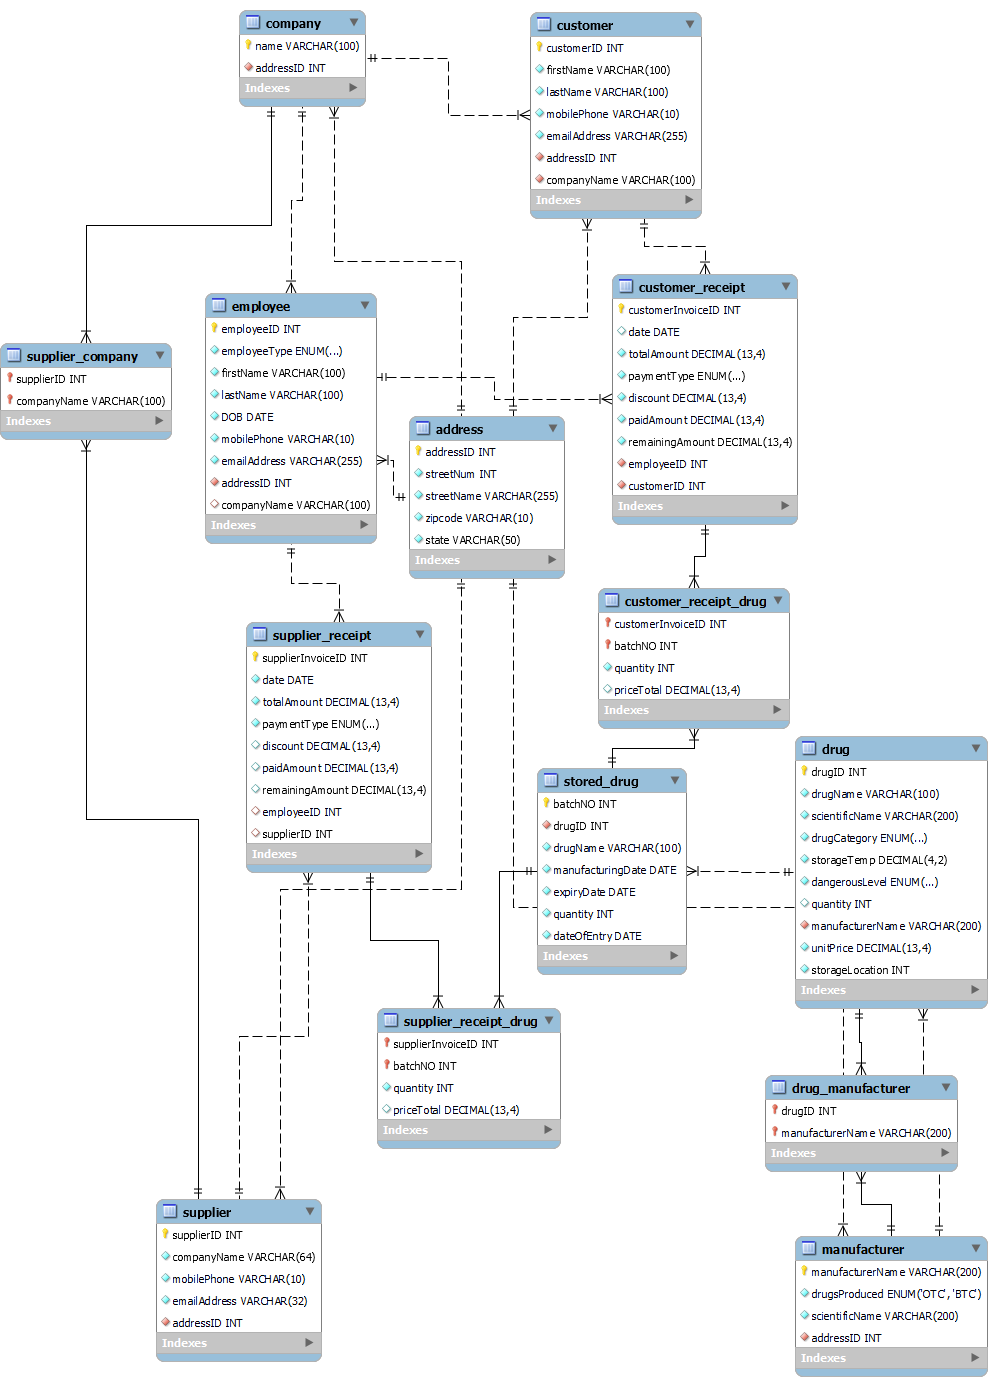 company
name VARCHAR(100)
addressID INT
Indexes
customer
customerID INT
firstName VARCHAR(100)
lastName VARCHAR(100)
mobilePhone VARCHAR(10)
emailAddress VARCHAR(255)
addressID INT
companyName VARCHAR(100)
Indexes
customer_receipt
customerInvoiceID INT
date DATE
totalAmount DECIMAL(13,4)
paymentType ENUM(...)
discount DECIMAL(13,4)
paidAmount DECIMAL(13,4)
remainingAmount DECIMAL(13,4)
employeeID INT
customerID INT
Indexes
employee
employeeID INT
employeeType ENUM(...)
firstName VARCHAR(100)
lastName VARCHAR(100)
DOB DATE
mobilePhone VARCHAR(10)
emailAddress VARCHAR(255)
addressID INT
companyName VARCHAR(100)
Indexes
supplier_company
supplierID INT
companyName VARCHAR(100)
Indexes
address
addressID INT
streetNum INT
streetName VARCHAR(255)
zipcode VARCHAR(10)
state VARCHAR(50)
Indexes
customer_receipt_drug
customerInvoiceID INT
batchNO INT
quantity INT
priceTotal DECIMAL(13,4)
Indexes
supplier_receipt
supplierInvoiceID INT
date DATE
totalAmount DECIMAL(13,4)
paymentType ENUM(...)
discount DECIMAL(13,4)
paidAmount DECIMAL(13,4)
remainingAmount DECIMAL(13,4)
employeeID INT
supplierID INT
Indexes
drug
drugID INT
drugName VARCHAR(100)
scientificName VARCHAR(200)
drugCategory ENUM(...)
storageTemp DECIMAL(4,2)
dangerousLevel ENUM(...)
quantity INT
manufacturerName VARCHAR(200)
unitPrice DECIMAL(13,4)
storageLocation INT
Indexes
stored_drug
batchNO INT
drugID INT
drugName VARCHAR(100)
manufacturingDate DATE
expiryDate DATE
quantity INT
dateOfEntry DATE
Indexes
supplier_receipt_drug
supplierInvoiceID INT
batchNO INT
quantity INT
priceTotal DECIMAL(13,4)
Indexes
drug_manufacturer
drugID INT
manufacturerName VARCHAR(200)
Indexes
supplier
supplierID INT
companyName VARCHAR(64)
mobilePhone VARCHAR(10)
emailAddress VARCHAR(32)
addressID INT
Indexes
manufacturer
manufacturerName VARCHAR(200)
drugsProduced ENUM('OTC', 'BTC')
scientificName VARCHAR(200)
addressID INT
Indexes